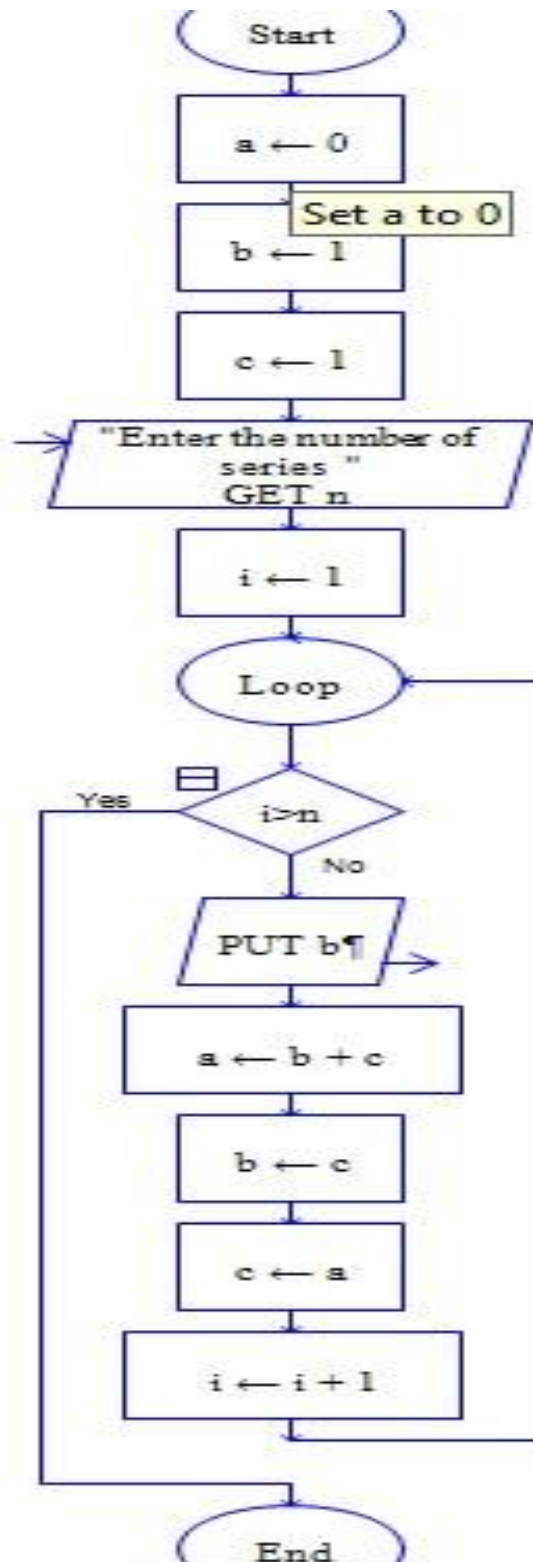 Start
a ← 0
Set a to 0
b ← 1
c ← 1
"Enter the number of
series "
GET n
i ← 1
Loop
Yes
i>n
No
PUT b¶
a ← b + c
b ← c
c ← a
i ← i + 1
End